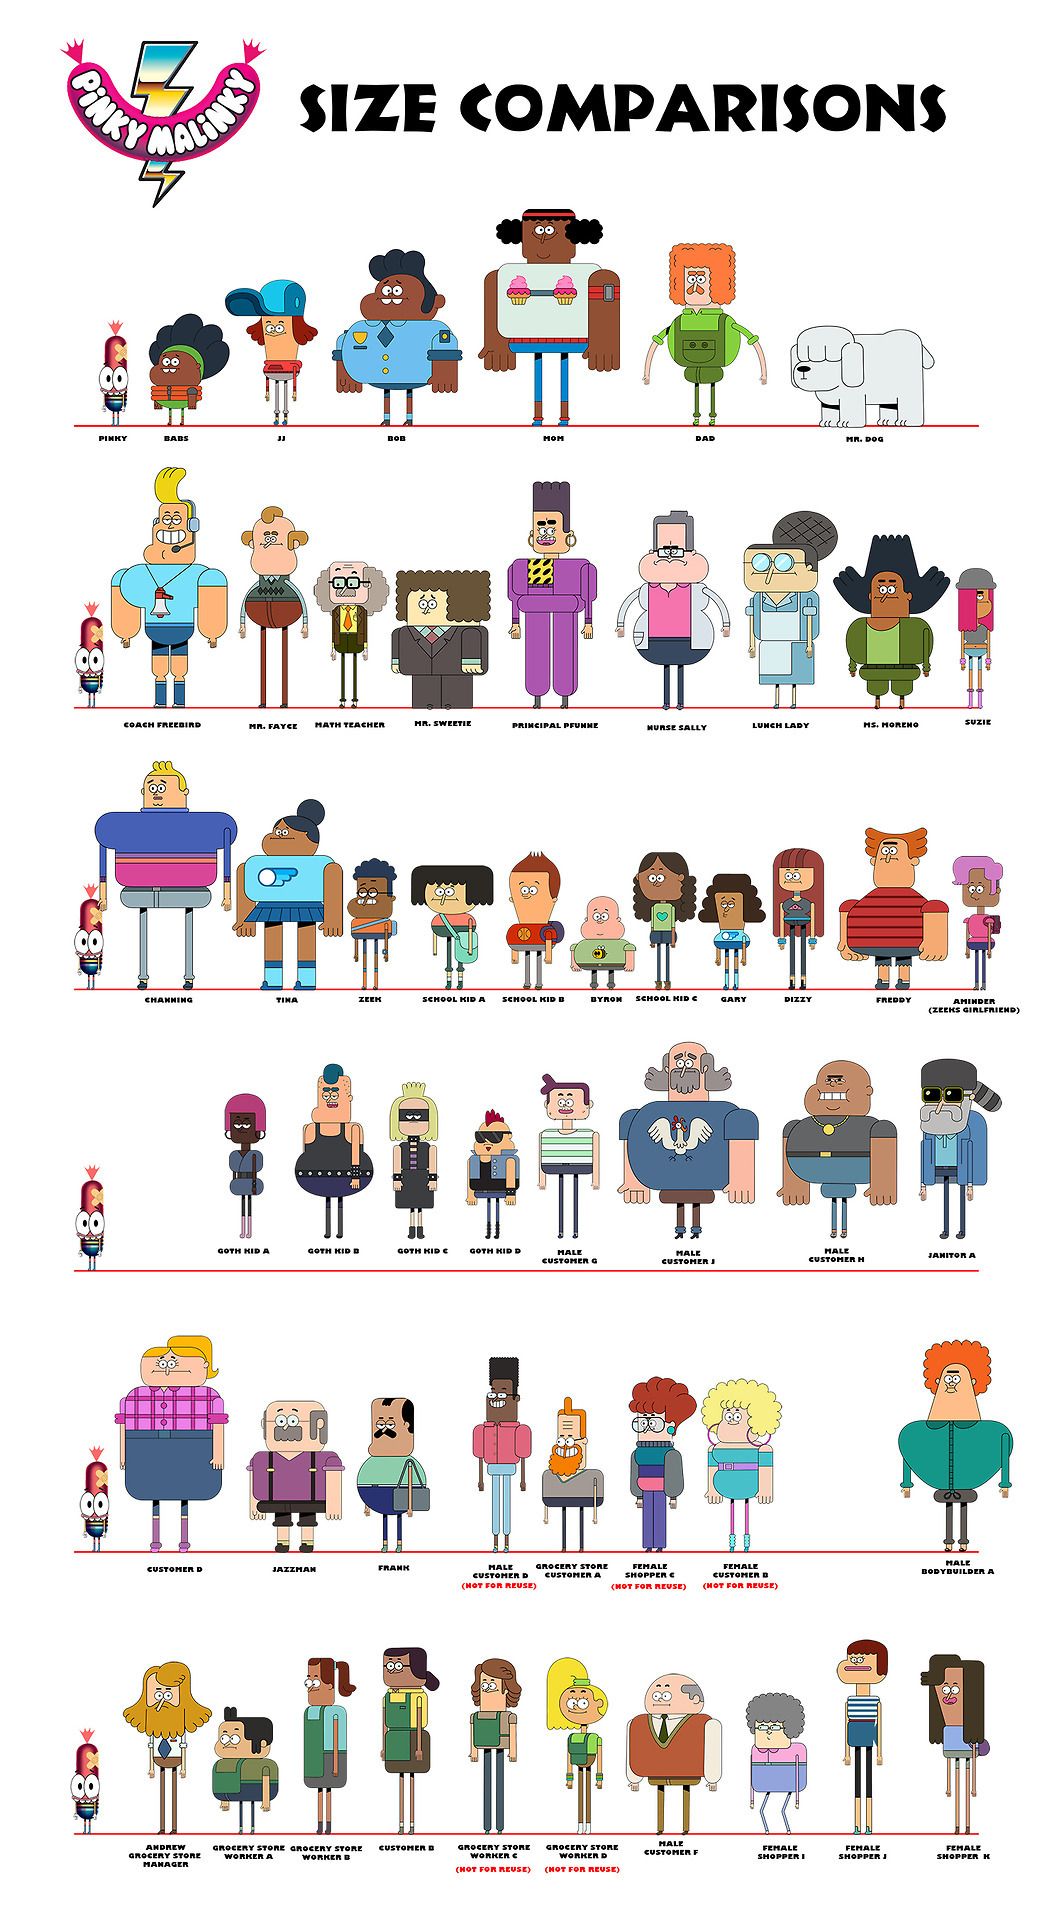 PINKY MALINKY
SIZE COMPARISONS
PINKY BABS JJ BOB MOM DAD MR. DOG
COACH FREEBIRD MR. FAYCE MATH TEACHER MR. SWEETIE PRINCIPAL PFUNNE NURSE SALLY LUNCH LADY MS. MORENO SUZIE
CHANNING TINA ZEEK SCHOOL KID A SCHOOL KID B BYRON SCHOOL KID C GARY DIZZY FREDDY AMINDER
(ZEEKS GIRLFRIEND)
GOTH KID A GOTH KID B GOTH KID C GOTH KID D MALE
CUSTOMER G
MALE
CUSTOMER J
MALE
CUSTOMER H
JANITOR A
CUSTOMER D JAZZMAN FRANK
MALE
CUSTOMER D
(NOT FOR REUSE)
GROCERY STORE
CUSTOMER A
FEMALE
SHOPPER C
(NOT FOR REUSE)
FEMALE
CUSTOMER B
(NOT FOR REUSE)
MALE
BODYBUILDER A
ANDREW
GROCERY STORE
MANAGER
GROCERY STORE
WORKER A
GROCERY STORE
WORKER B
CUSTOMER B
GROCERY STORE
WORKER C
(NOT FOR REUSE)
GROCERY STORE
WORKER D
(NOT FOR REUSE)
MALE
CUSTOMER F
FEMALE
SHOPPER I
FEMALE
SHOPPER J
FEMALE
SHOPPER K